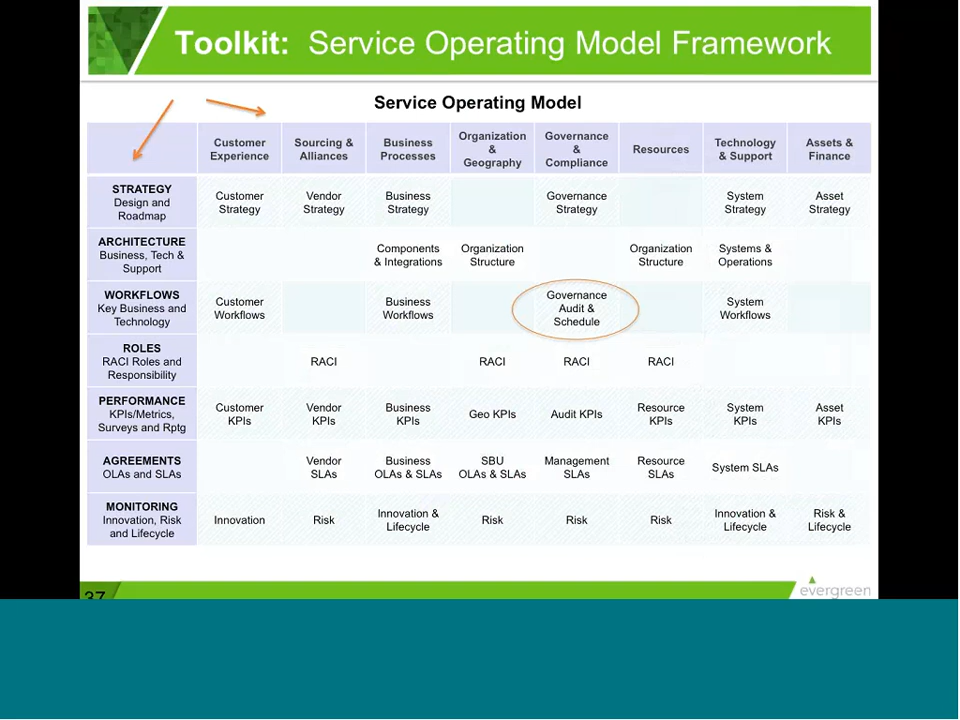 Toolkit: Service Operating Model Framework
Service Operating Model
Customer Experience
Sourcing & Alliances
Business Processes
Organization & Geography
Governance & Compliance
Resources
Technology & Support
Assets & Finance
STRATEGY
Design and
Roadmap
Customer Strategy
Vendor Strategy
Business Strategy
Governance Strategy
System Strategy
Asset Strategy
ARCHITECTURE
Business, Tech &
Support
Components & Integrations
Organization Structure
Organization Structure
Systems & Operations
WORKFLOWS
Key Business and
Technology
Customer Workflows
Business Workflows
Governance Audit & Schedule
System Workflows
ROLES
RACI Roles and
Responsibility
RACI
RACI
RACI
RACI
PERFORMANCE
KPIs/Metrics,
Surveys and Rptg
Customer KPIs
Vendor KPIs
Business KPIs
Geo KPIs
Audit KPIs
Resource KPIs
System KPIs
Asset KPIs
AGREEMENTS
OLAs and SLAs
Vendor SLAs
Business OLAs & SLAs
SBU OLAs & SLAs
Management SLAs
Resource SLAs
System SLAs
MONITORING
Innovation, Risk
and Lifecycle
Innovation
Risk
Innovation & Lifecycle
Risk
Risk
Risk
Innovation & Lifecycle
Risk & Lifecycle
37
evergreen